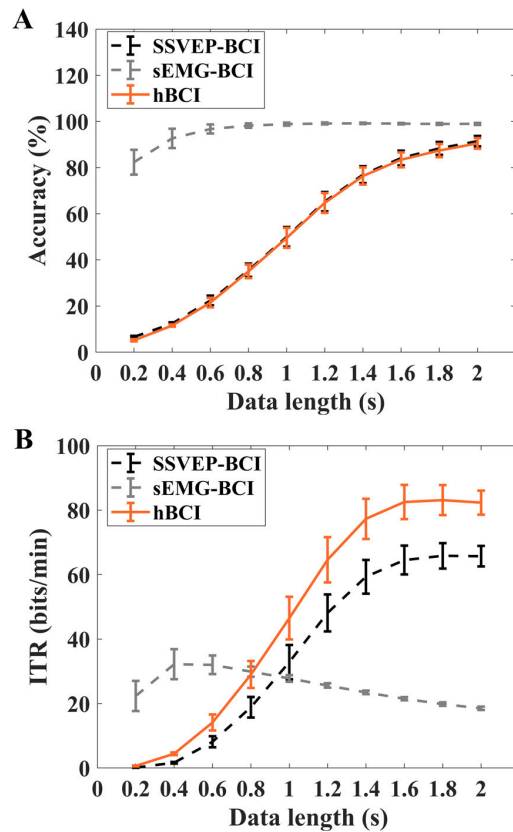 A
140
120
100
80
60
40
20
0
Accuracy (%)
SSVEP-BCI
sEMG-BCI
hBCI
0 0.2 0.4 0.6 0.8 1 1.2 1.4 1.6 1.8 2
Data length (s)
B
100
80
60
40
20
0
ITR (bits/min)
SSVEP-BCI
sEMG-BCI
hBCI
0 0.2 0.4 0.6 0.8 1 1.2 1.4 1.6 1.8 2
Data length (s)